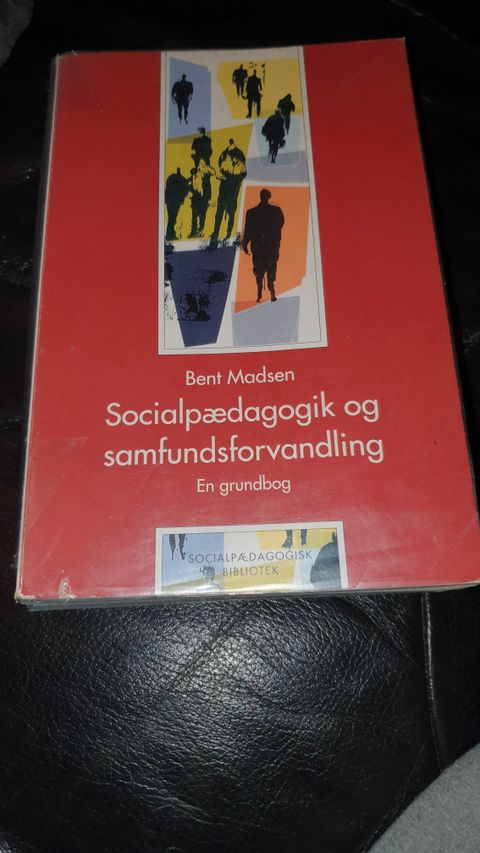 Bent Madsen
Socialpædagogik og
samfundsforvandling
En grundbog
SOCIALPÆDAGOGISK
BIBLIOTEK